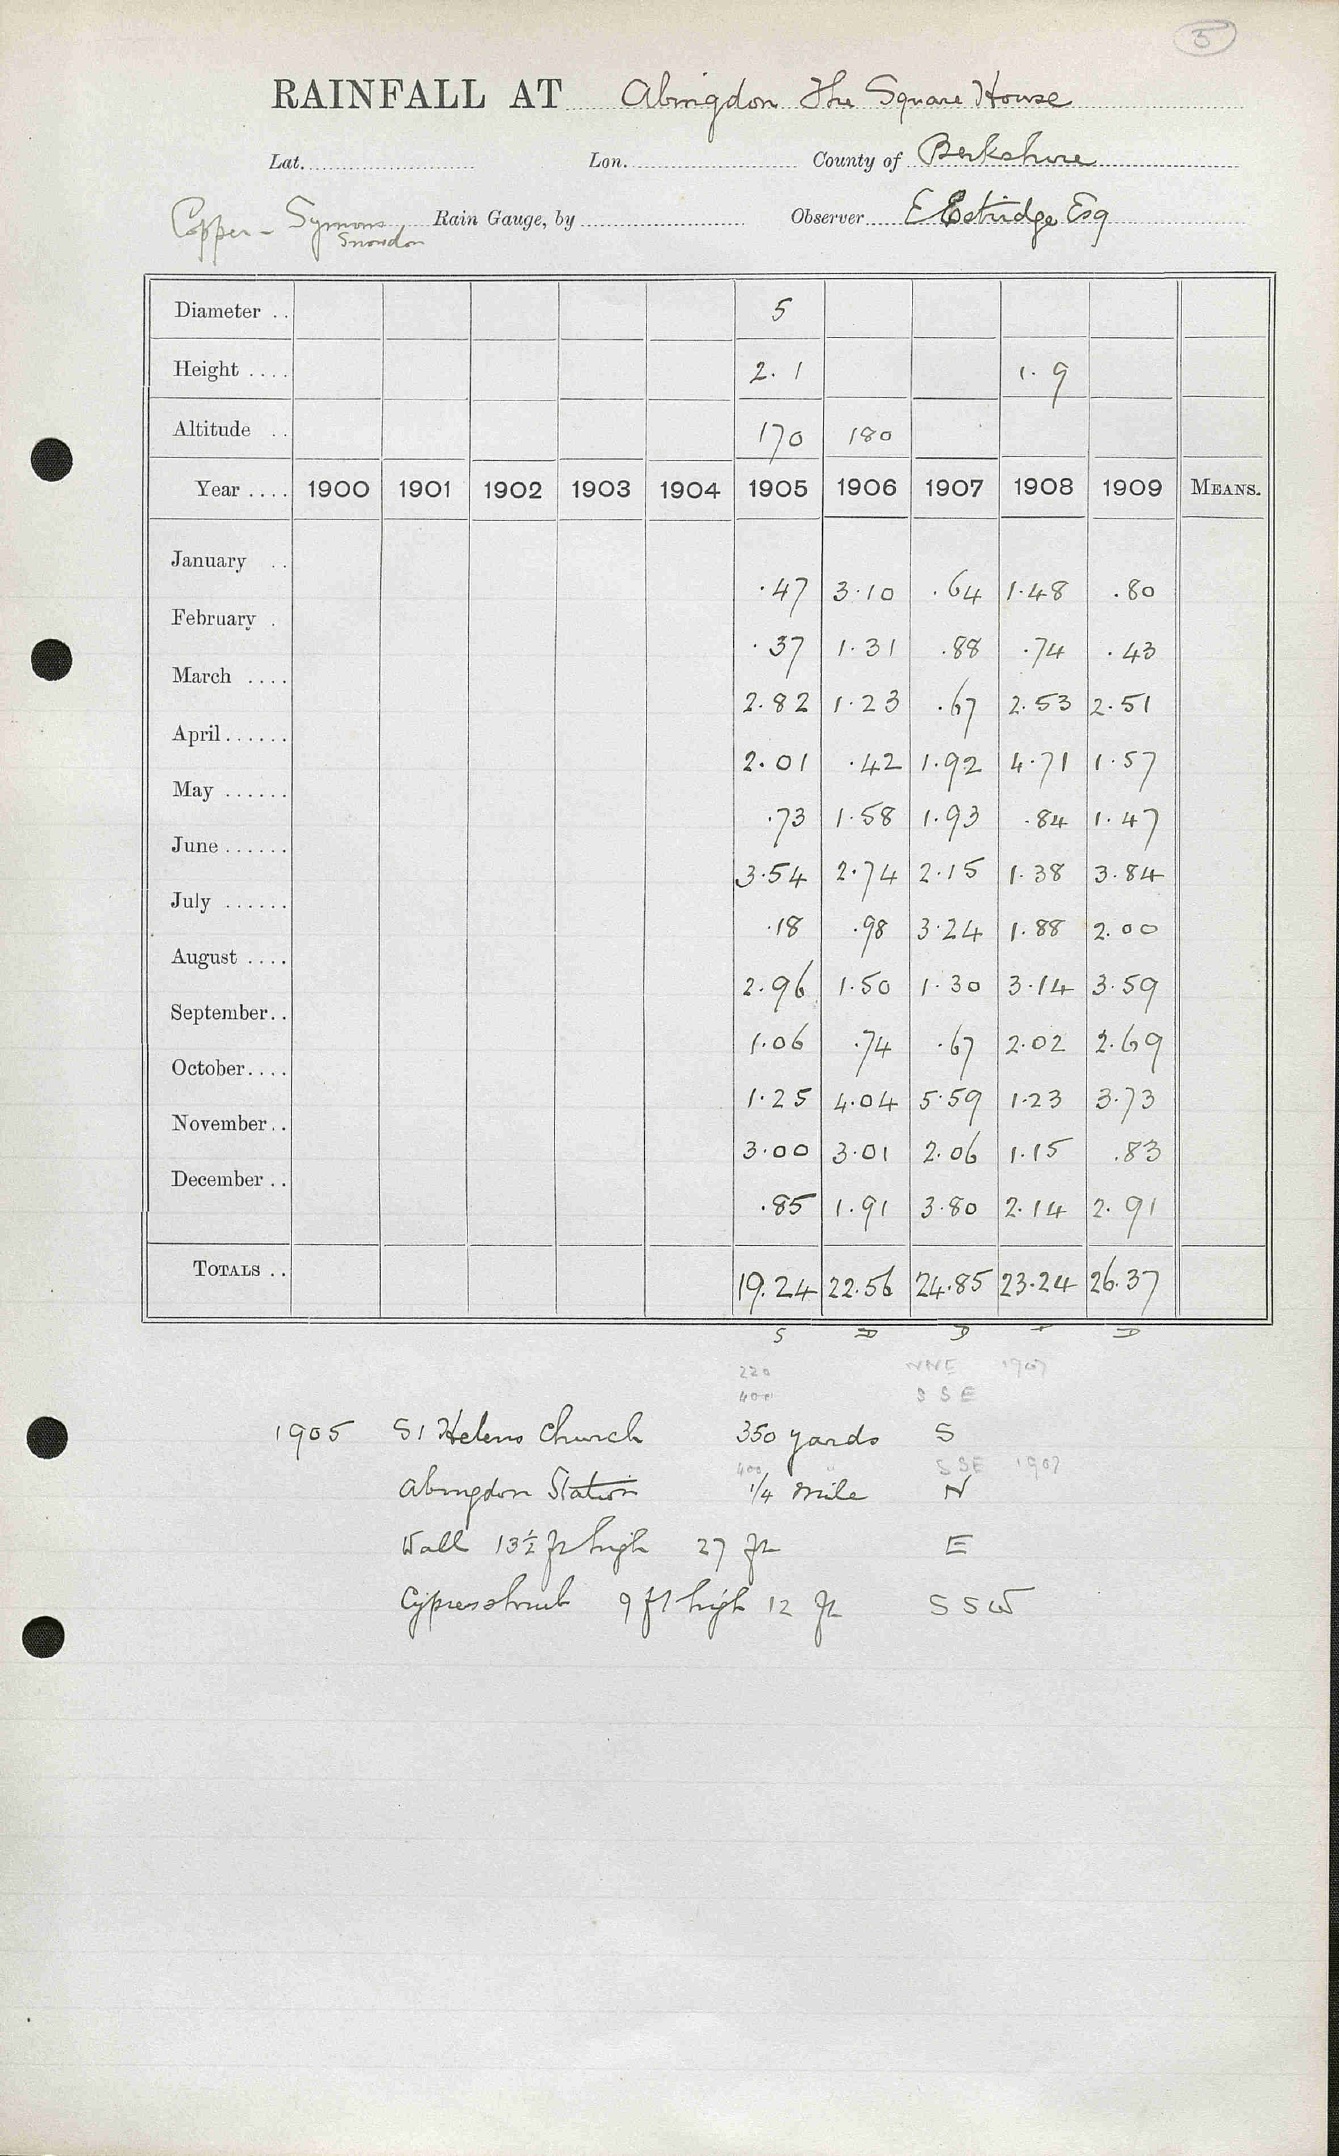 5
RAINFALL AT Abingdon The Square House
Lat. Lon. County of Berkshire
Copper - Symons Snowdon Rain Gauge, by Observer E Estridge Esq
Diameter .. 5
Height .... 2.1 1.9
Altitude .. 170 180
Year .... 1900 1901 1902 1903 1904 1905 1906 1907 1908 1909 MEANS.
January .. .47 3.10 .64 1.48 .80
February . .37 1.31 .88 .74 .43
March .... 2.82 1.23 .67 2.53 2.51
April...... 2.01 .42 1.92 4.71 1.57
May ...... .73 1.58 1.93 .84 1.47
June ...... 3.54 2.74 2.15 1.38 3.84
July ...... .18 .98 3.24 1.88 2.00
August .... 2.96 1.50 1.30 3.14 3.59
September.. 1.06 .74 .67 2.02 2.69
October.... 1.25 4.04 5.59 1.23 3.73
November.. 3.00 3.01 2.06 1.15 .83
December .. .85 1.91 3.80 2.14 2.91
TOTALS .. 19.24 22.56 24.85 23.24 26.37
S D D D
220 NNE 1907
400 S S E
1905 St Helens Church 350 yards S
400 " SSE 1907
Abingdon Station 1/4 mile N
Wall 13½ ft high 27 ft E
Cypress shrub 9 ft high 12 ft S S W